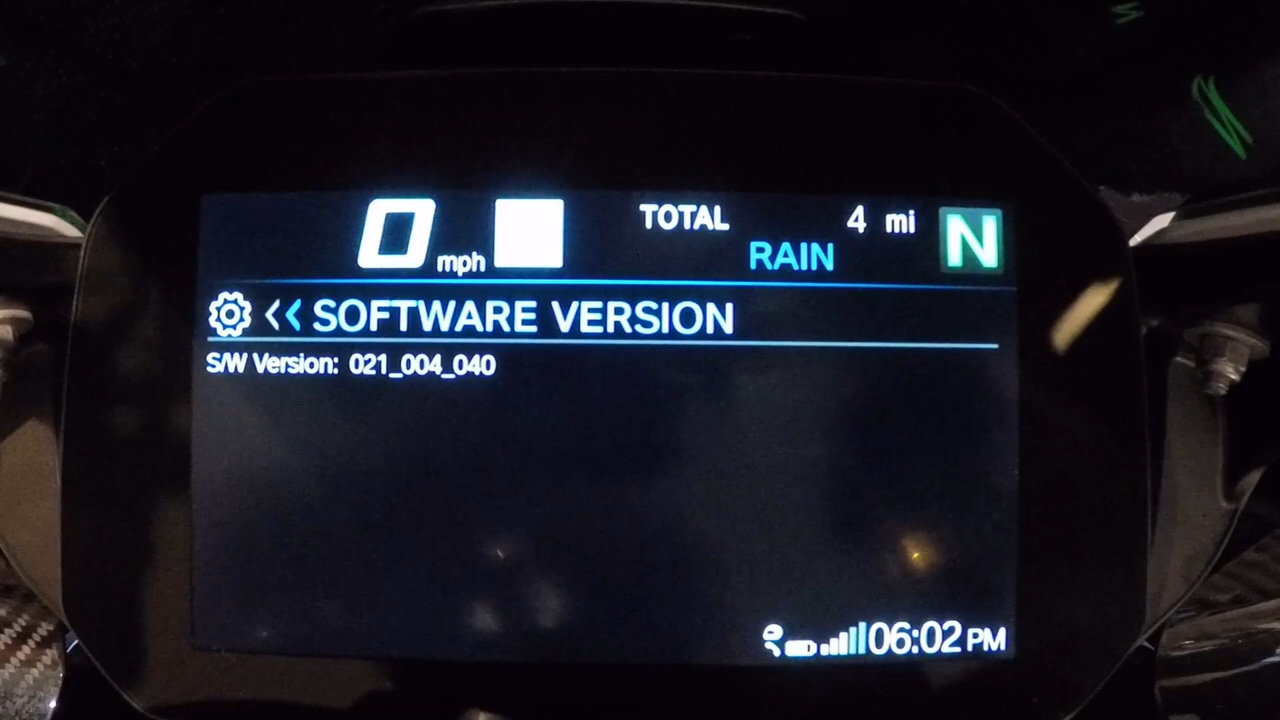 0 mph TOTAL 4 mi N
RAIN
<< SOFTWARE VERSION
S/W Version: 021_004_040
06:02 PM